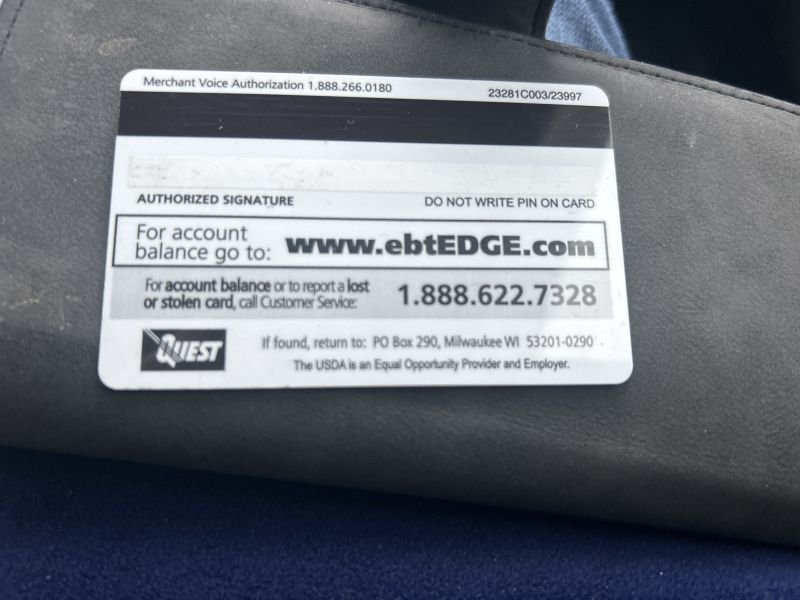 Merchant Voice Authorization 1.888.266.0180
23281C003/23997
AUTHORIZED SIGNATURE
DO NOT WRITE PIN ON CARD
For account
balance go to: www.ebtEDGE.com
For account balance or to report a lost
or stolen card, call Customer Service: 1.888.622.7328
QUEST
If found, return to: PO Box 290, Milwaukee WI 53201-0290
The USDA is an Equal Opportunity Provider and Employer.